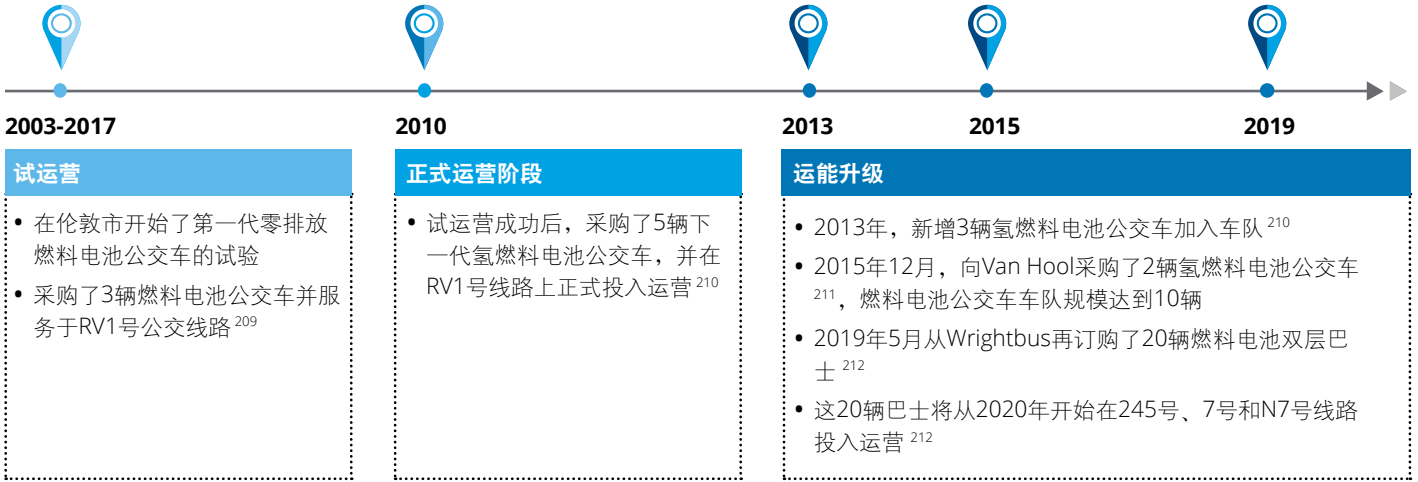 2003-2017
试运营
• 在伦敦市开始了第一代零排放
燃料电池公交车的试验
• 采购了3辆燃料电池公交车并服
务于RV1号公交线路 209
2010
正式运营阶段
• 试运营成功后，采购了5辆下
一代氢燃料电池公交车，并在
RV1号线路上正式投入运营 210
2013
2015
2019
运能升级
• 2013年，新增3辆氢燃料电池公交车加入车队 210
• 2015年12月，向Van Hool采购了2辆氢燃料电池公交车
211，燃料电池公交车车队规模达到10辆
• 2019年5月从Wrightbus再订购了20辆燃料电池双层巴
士 212
• 这20辆巴士将从2020年开始在245号、7号和N7号线路
投入运营 212